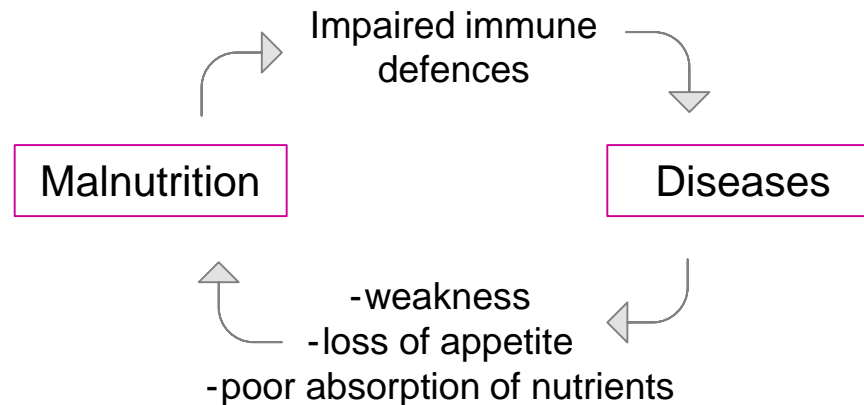 Impaired immune
defences
Malnutrition
Diseases
-weakness
-loss of appetite
-poor absorption of nutrients